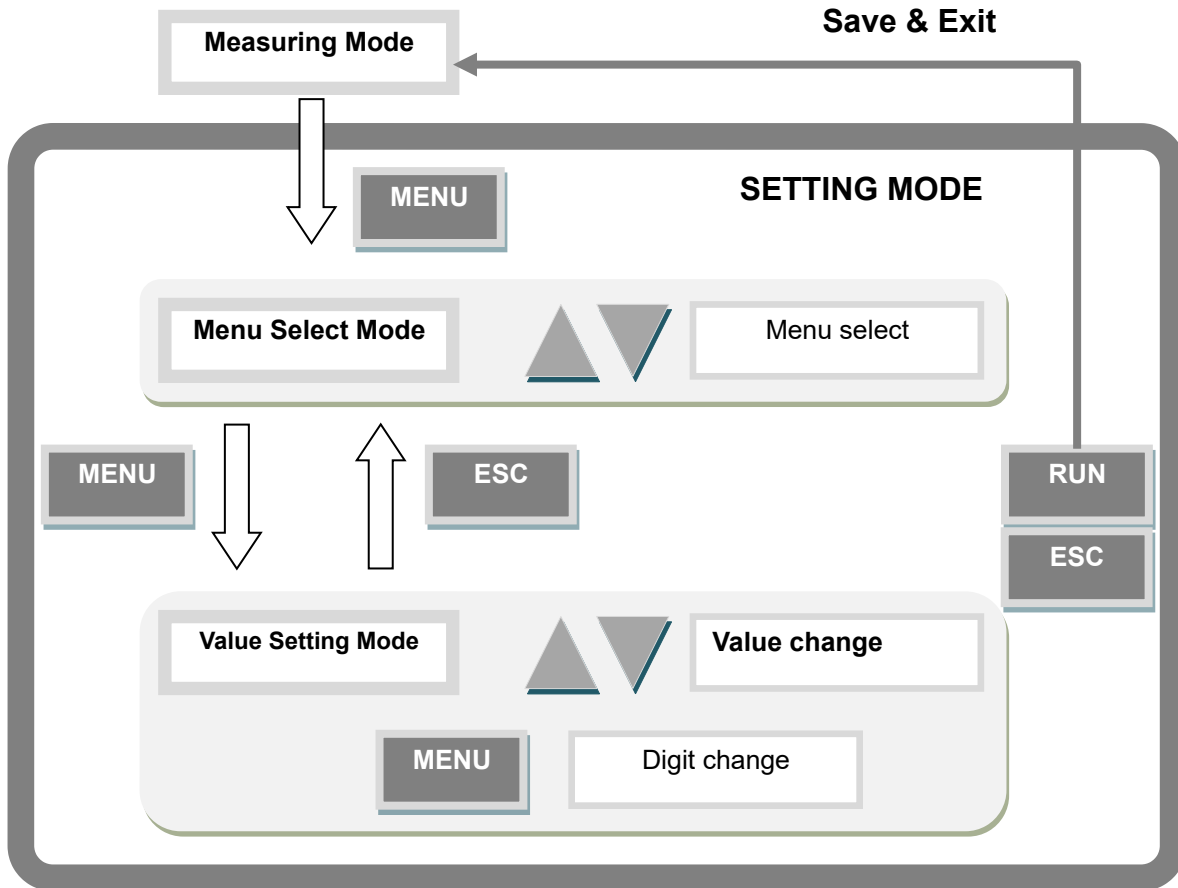 Save & Exit
Measuring Mode
MENU
SETTING MODE
Menu Select Mode
Menu select
MENU
ESC
RUN
ESC
Value Setting Mode
Value change
MENU
Digit change